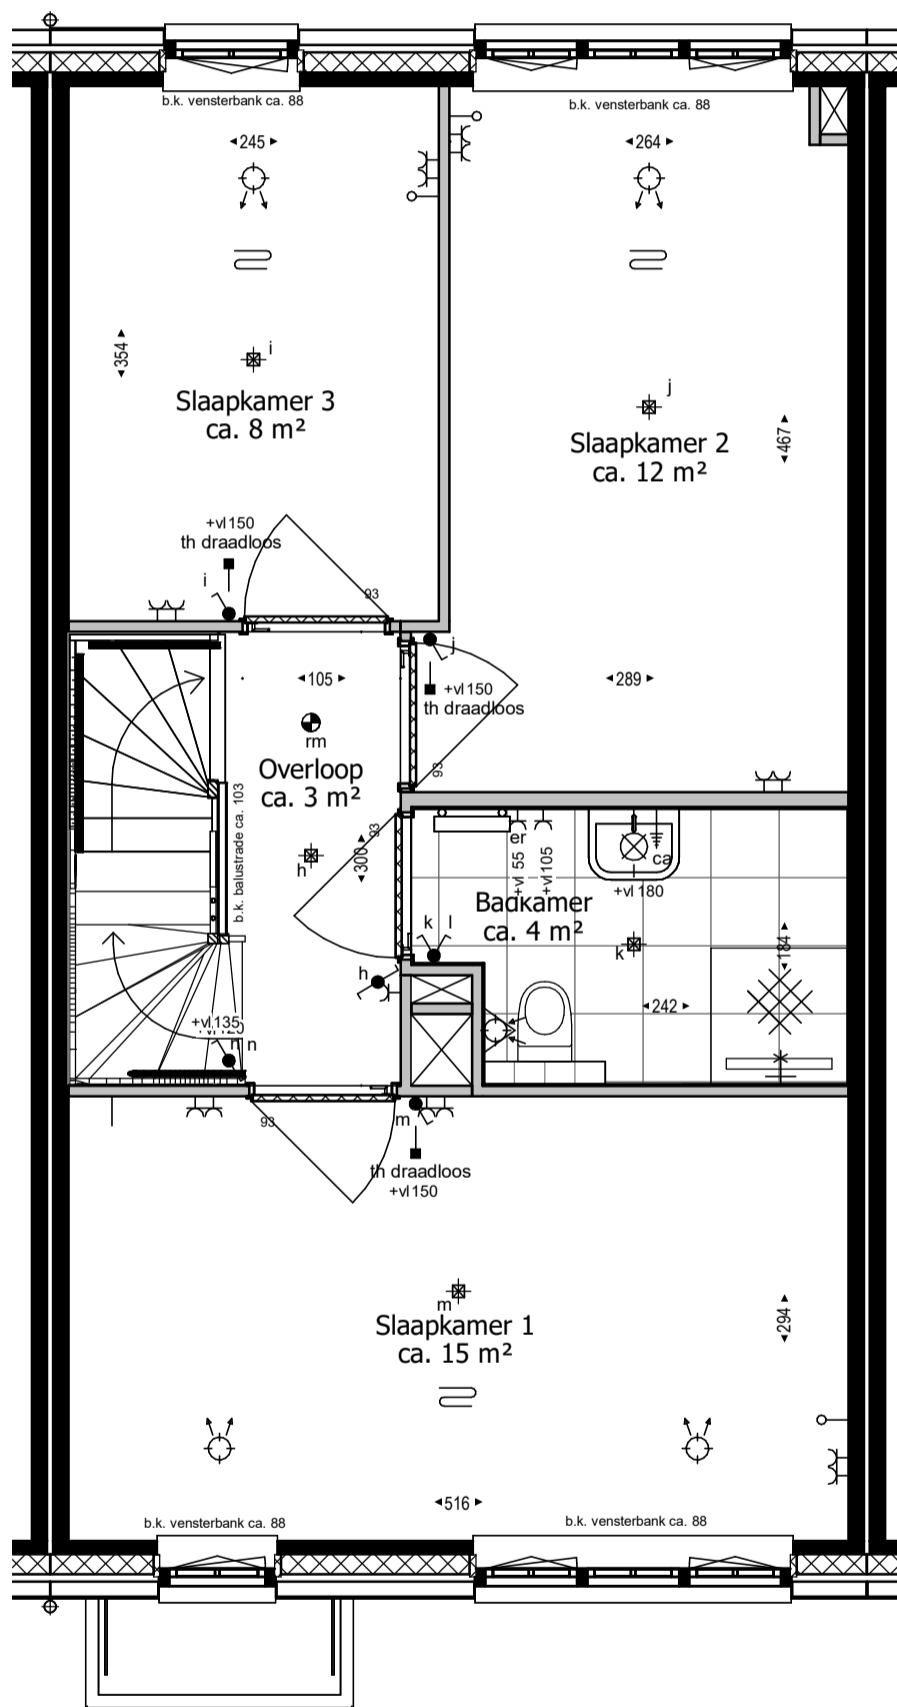 b.k. vensterbank ca. 88
b.k. vensterbank ca. 88
245
264
354
i
Slaapkamer 3
ca. 8 m²
j
Slaapkamer 2
ca. 12 m²
467
+vl150
th draadloos
i
93
j
+vl150
th draadloos
93
105
289
rm
Overloop
ca. 3 m²
b.k. balustrade ca. 103
h
300
93
er
+vl 55
+vl105
ca
+vl 180
Badkamer
ca. 4 m²
k
l
k
184
242
h
+vl135
n
n
93
m
th draadloos
+vl150
m
Slaapkamer 1
ca. 15 m²
294
516
b.k. vensterbank ca. 88
b.k. vensterbank ca. 88